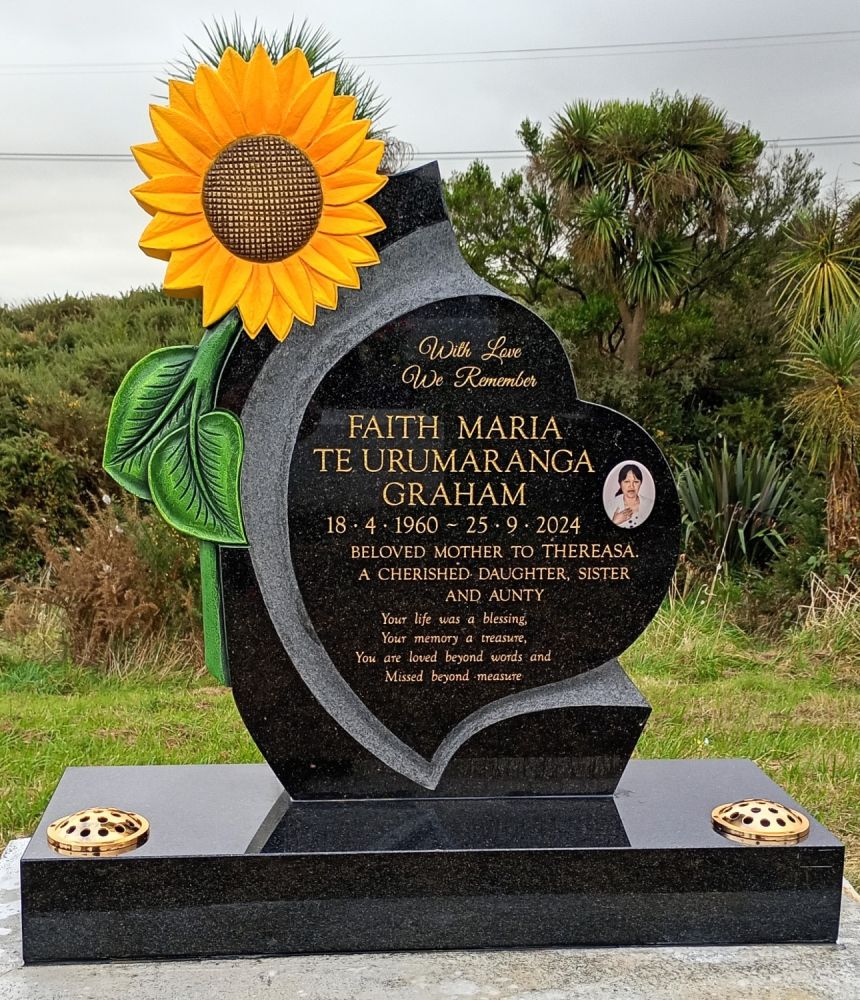 With Love
We Remember
FAITH MARIA
TE URUMARANGA
GRAHAM
18 · 4 · 1960 ~ 25 · 9 · 2024
BELOVED MOTHER TO THEREASA.
A CHERISHED DAUGHTER, SISTER
AND AUNTY
Your life was a blessing,
Your memory a treasure,
You are loved beyond words and
Missed beyond measure